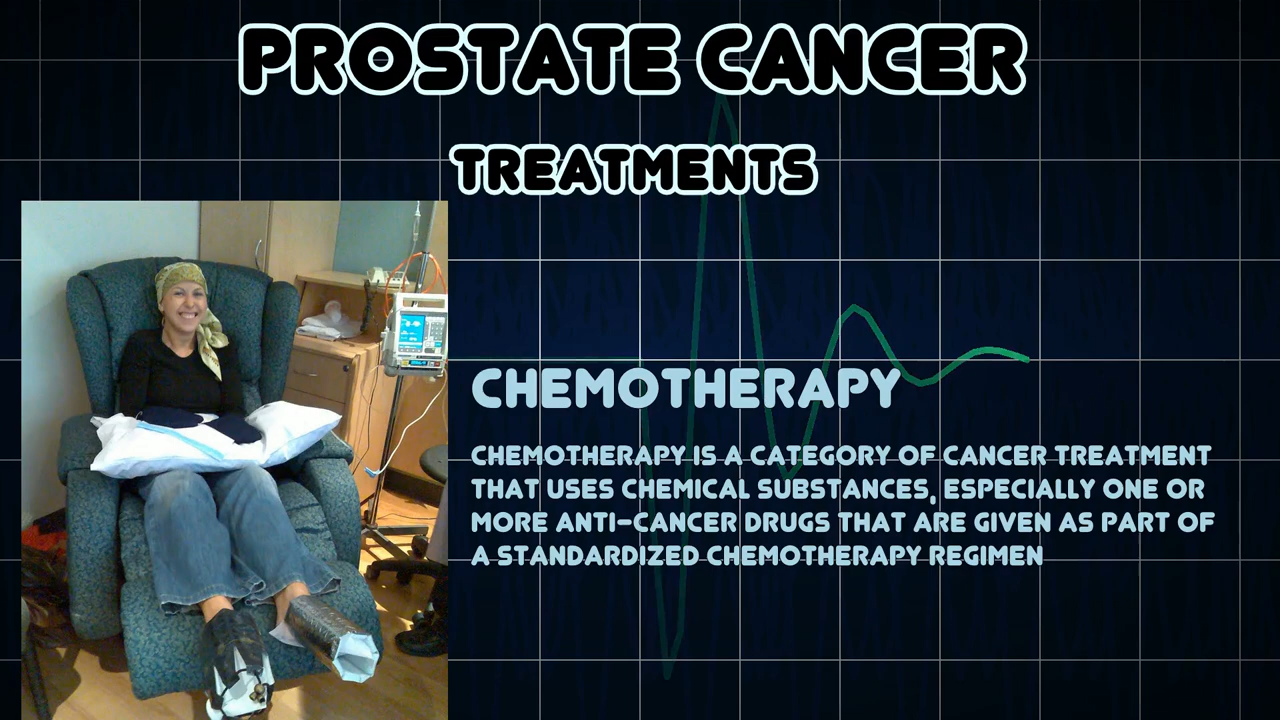 PROSTATE CANCER
TREATMENTS
CHEMOTHERAPY
CHEMOTHERAPY IS A CATEGORY OF CANCER TREATMENT
THAT USES CHEMICAL SUBSTANCES, ESPECIALLY ONE OR
MORE ANTI-CANCER DRUGS THAT ARE GIVEN AS PART OF
A STANDARDIZED CHEMOTHERAPY REGIMEN